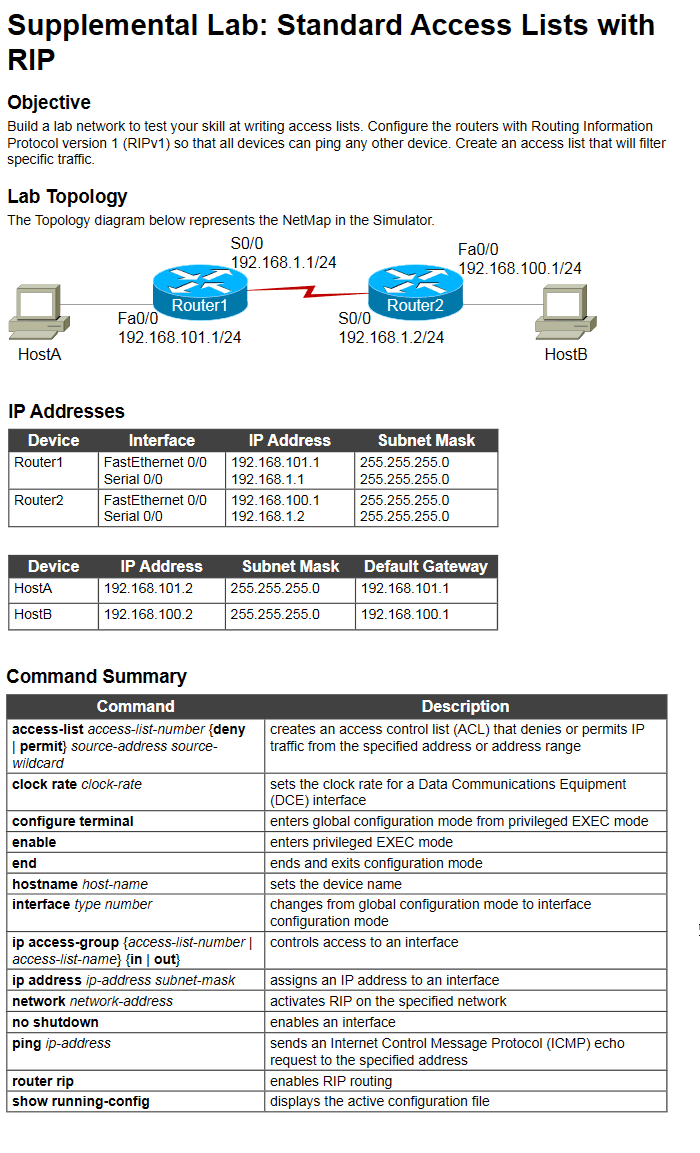 Supplemental Lab: Standard Access Lists with
RIP
Objective
Build a lab network to test your skill at writing access lists. Configure the routers with Routing Information
Protocol version 1 (RIPv1) so that all devices can ping any other device. Create an access list that will filter
specific traffic.
Lab Topology
The Topology diagram below represents the NetMap in the Simulator.
S0/0
192.168.1.1/24
Fa0/0
192.168.100.1/24
Router1
Router2
Fa0/0
192.168.101.1/24
S0/0
192.168.1.2/24
HostA
HostB
IP Addresses
Device Interface IP Address Subnet Mask
Router1 FastEthernet 0/0 192.168.101.1 255.255.255.0
Serial 0/0 192.168.1.1 255.255.255.0
Router2 FastEthernet 0/0 192.168.100.1 255.255.255.0
Serial 0/0 192.168.1.2 255.255.255.0
Device IP Address Subnet Mask Default Gateway
HostA 192.168.101.2 255.255.255.0 192.168.101.1
HostB 192.168.100.2 255.255.255.0 192.168.100.1
Command Summary
Command Description
access-list access-list-number {deny creates an access control list (ACL) that denies or permits IP
| permit} source-address source- traffic from the specified address or address range
wildcard
clock rate clock-rate sets the clock rate for a Data Communications Equipment
(DCE) interface
configure terminal enters global configuration mode from privileged EXEC mode
enable enters privileged EXEC mode
end ends and exits configuration mode
hostname host-name sets the device name
interface type number changes from global configuration mode to interface
configuration mode
ip access-group {access-list-number | controls access to an interface
access-list-name} {in | out}
ip address ip-address subnet-mask assigns an IP address to an interface
network network-address activates RIP on the specified network
no shutdown enables an interface
ping ip-address sends an Internet Control Message Protocol (ICMP) echo
request to the specified address
router rip enables RIP routing
show running-config displays the active configuration file